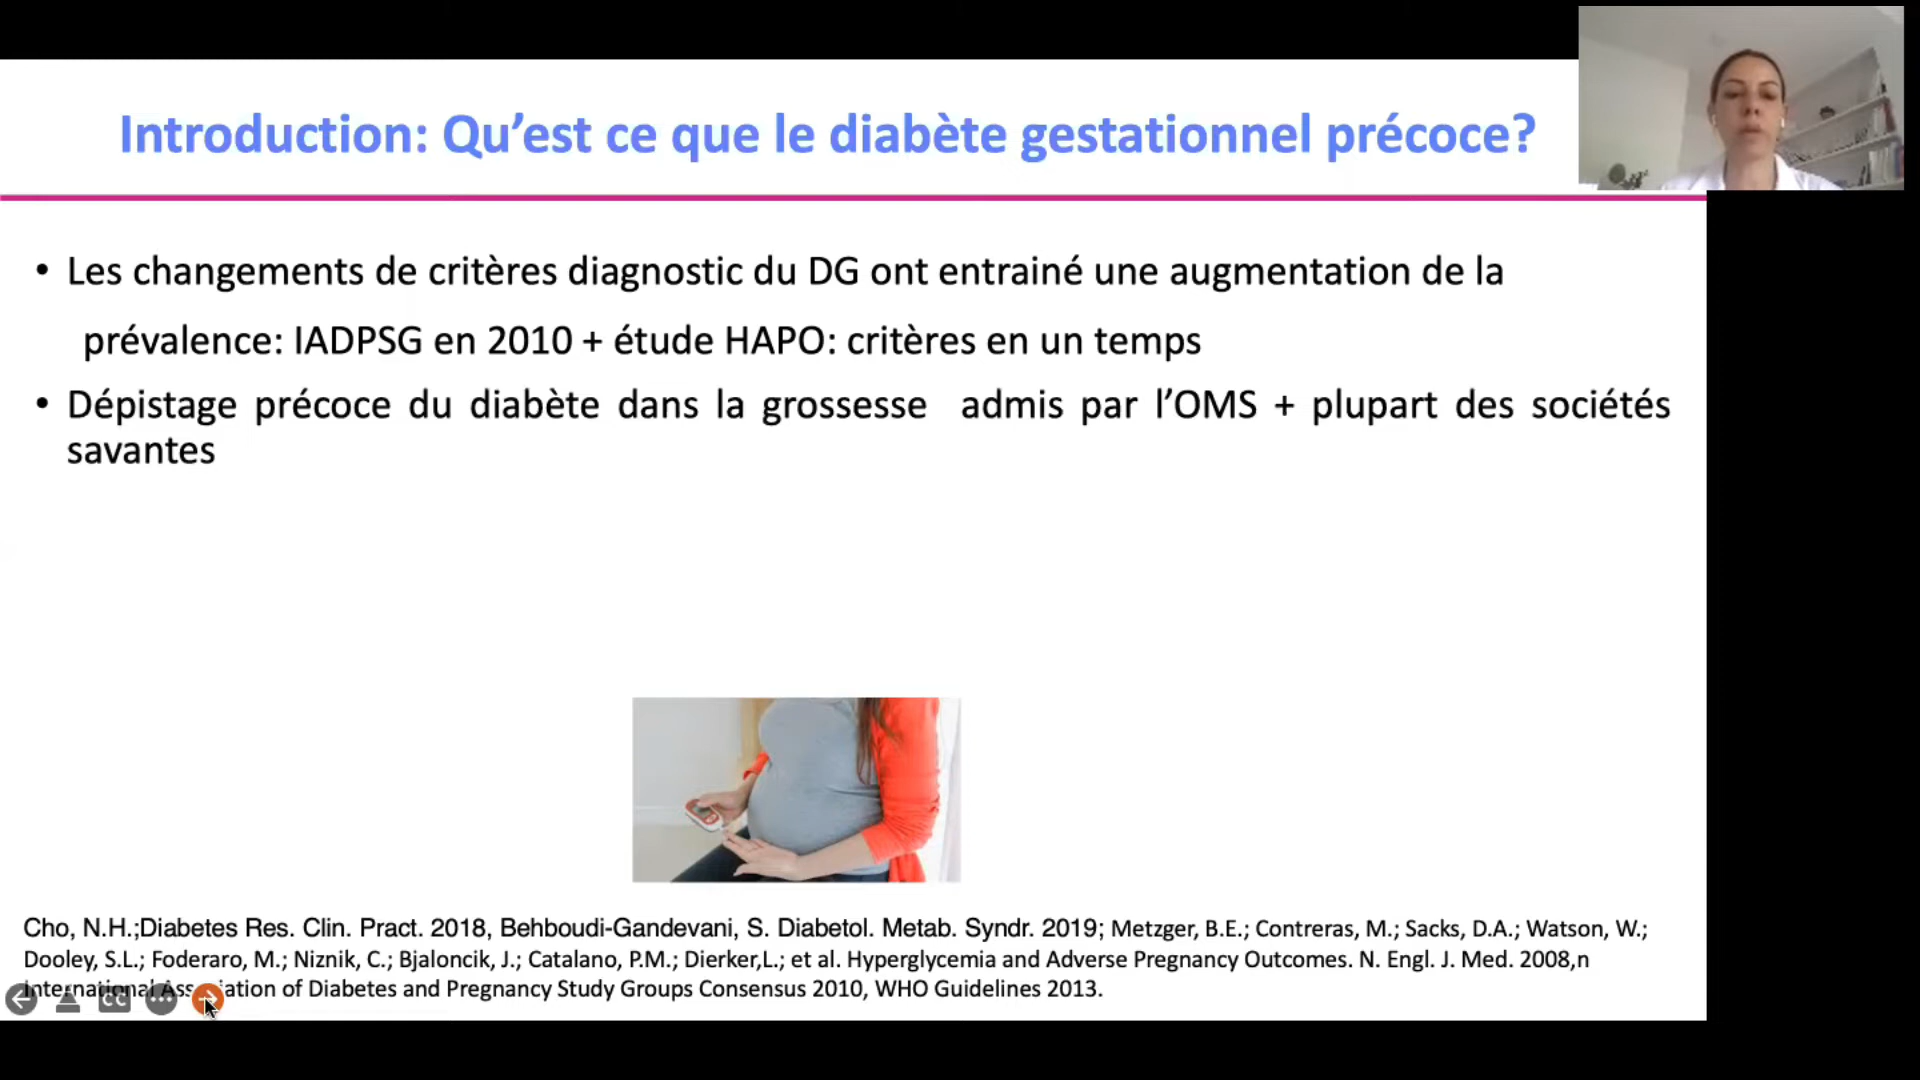 Introduction: Qu’est ce que le diabète gestationnel précoce?
• Les changements de critères diagnostic du DG ont entrainé une augmentation de la
prévalence: IADPSG en 2010 + étude HAPO: critères en un temps
• Dépistage précoce du diabète dans la grossesse admis par l’OMS + plupart des sociétés
savantes
Cho, N.H.;Diabetes Res. Clin. Pract. 2018, Behboudi-Gandevani, S. Diabetol. Metab. Syndr. 2019; Metzger, B.E.; Contreras, M.; Sacks, D.A.; Watson, W.;
Dooley, S.L.; Foderaro, M.; Niznik, C.; Bjaloncik, J.; Catalano, P.M.; Dierker,L.; et al. Hyperglycemia and Adverse Pregnancy Outcomes. N. Engl. J. Med. 2008,n
International Association of Diabetes and Pregnancy Study Groups Consensus 2010, WHO Guidelines 2013.
CC